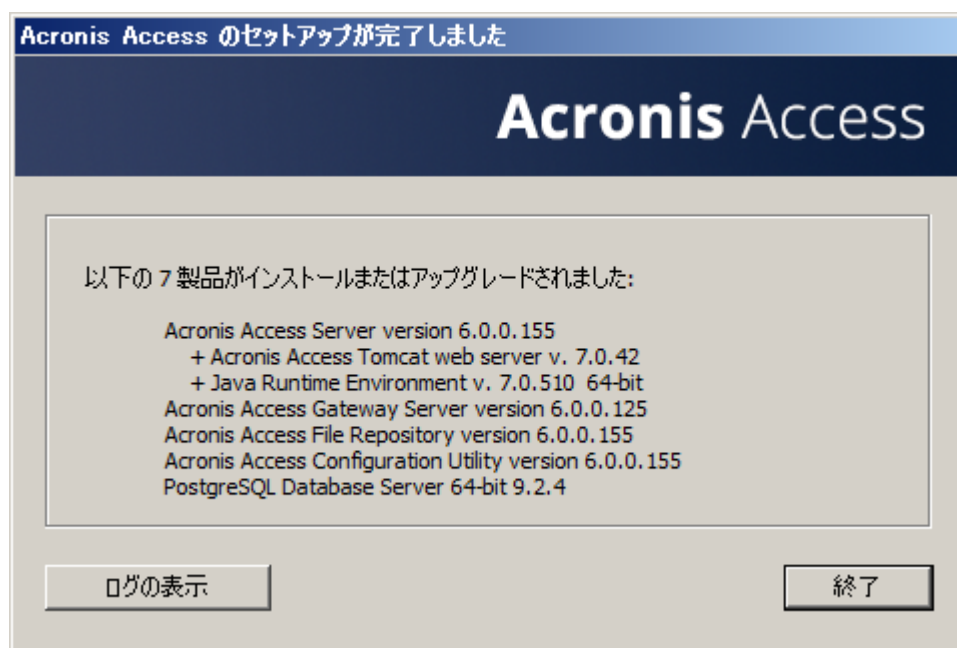 Acronis Access のセットアップが完了しました
Acronis Access
以下の 7 製品がインストールまたはアップグレードされました:
Acronis Access Server version 6.0.0.155
+ Acronis Access Tomcat web server v. 7.0.42
+ Java Runtime Environment v. 7.0.510 64-bit
Acronis Access Gateway Server version 6.0.0.125
Acronis Access File Repository version 6.0.0.155
Acronis Access Configuration Utility version 6.0.0.155
PostgreSQL Database Server 64-bit 9.2.4
ログの表示
終了